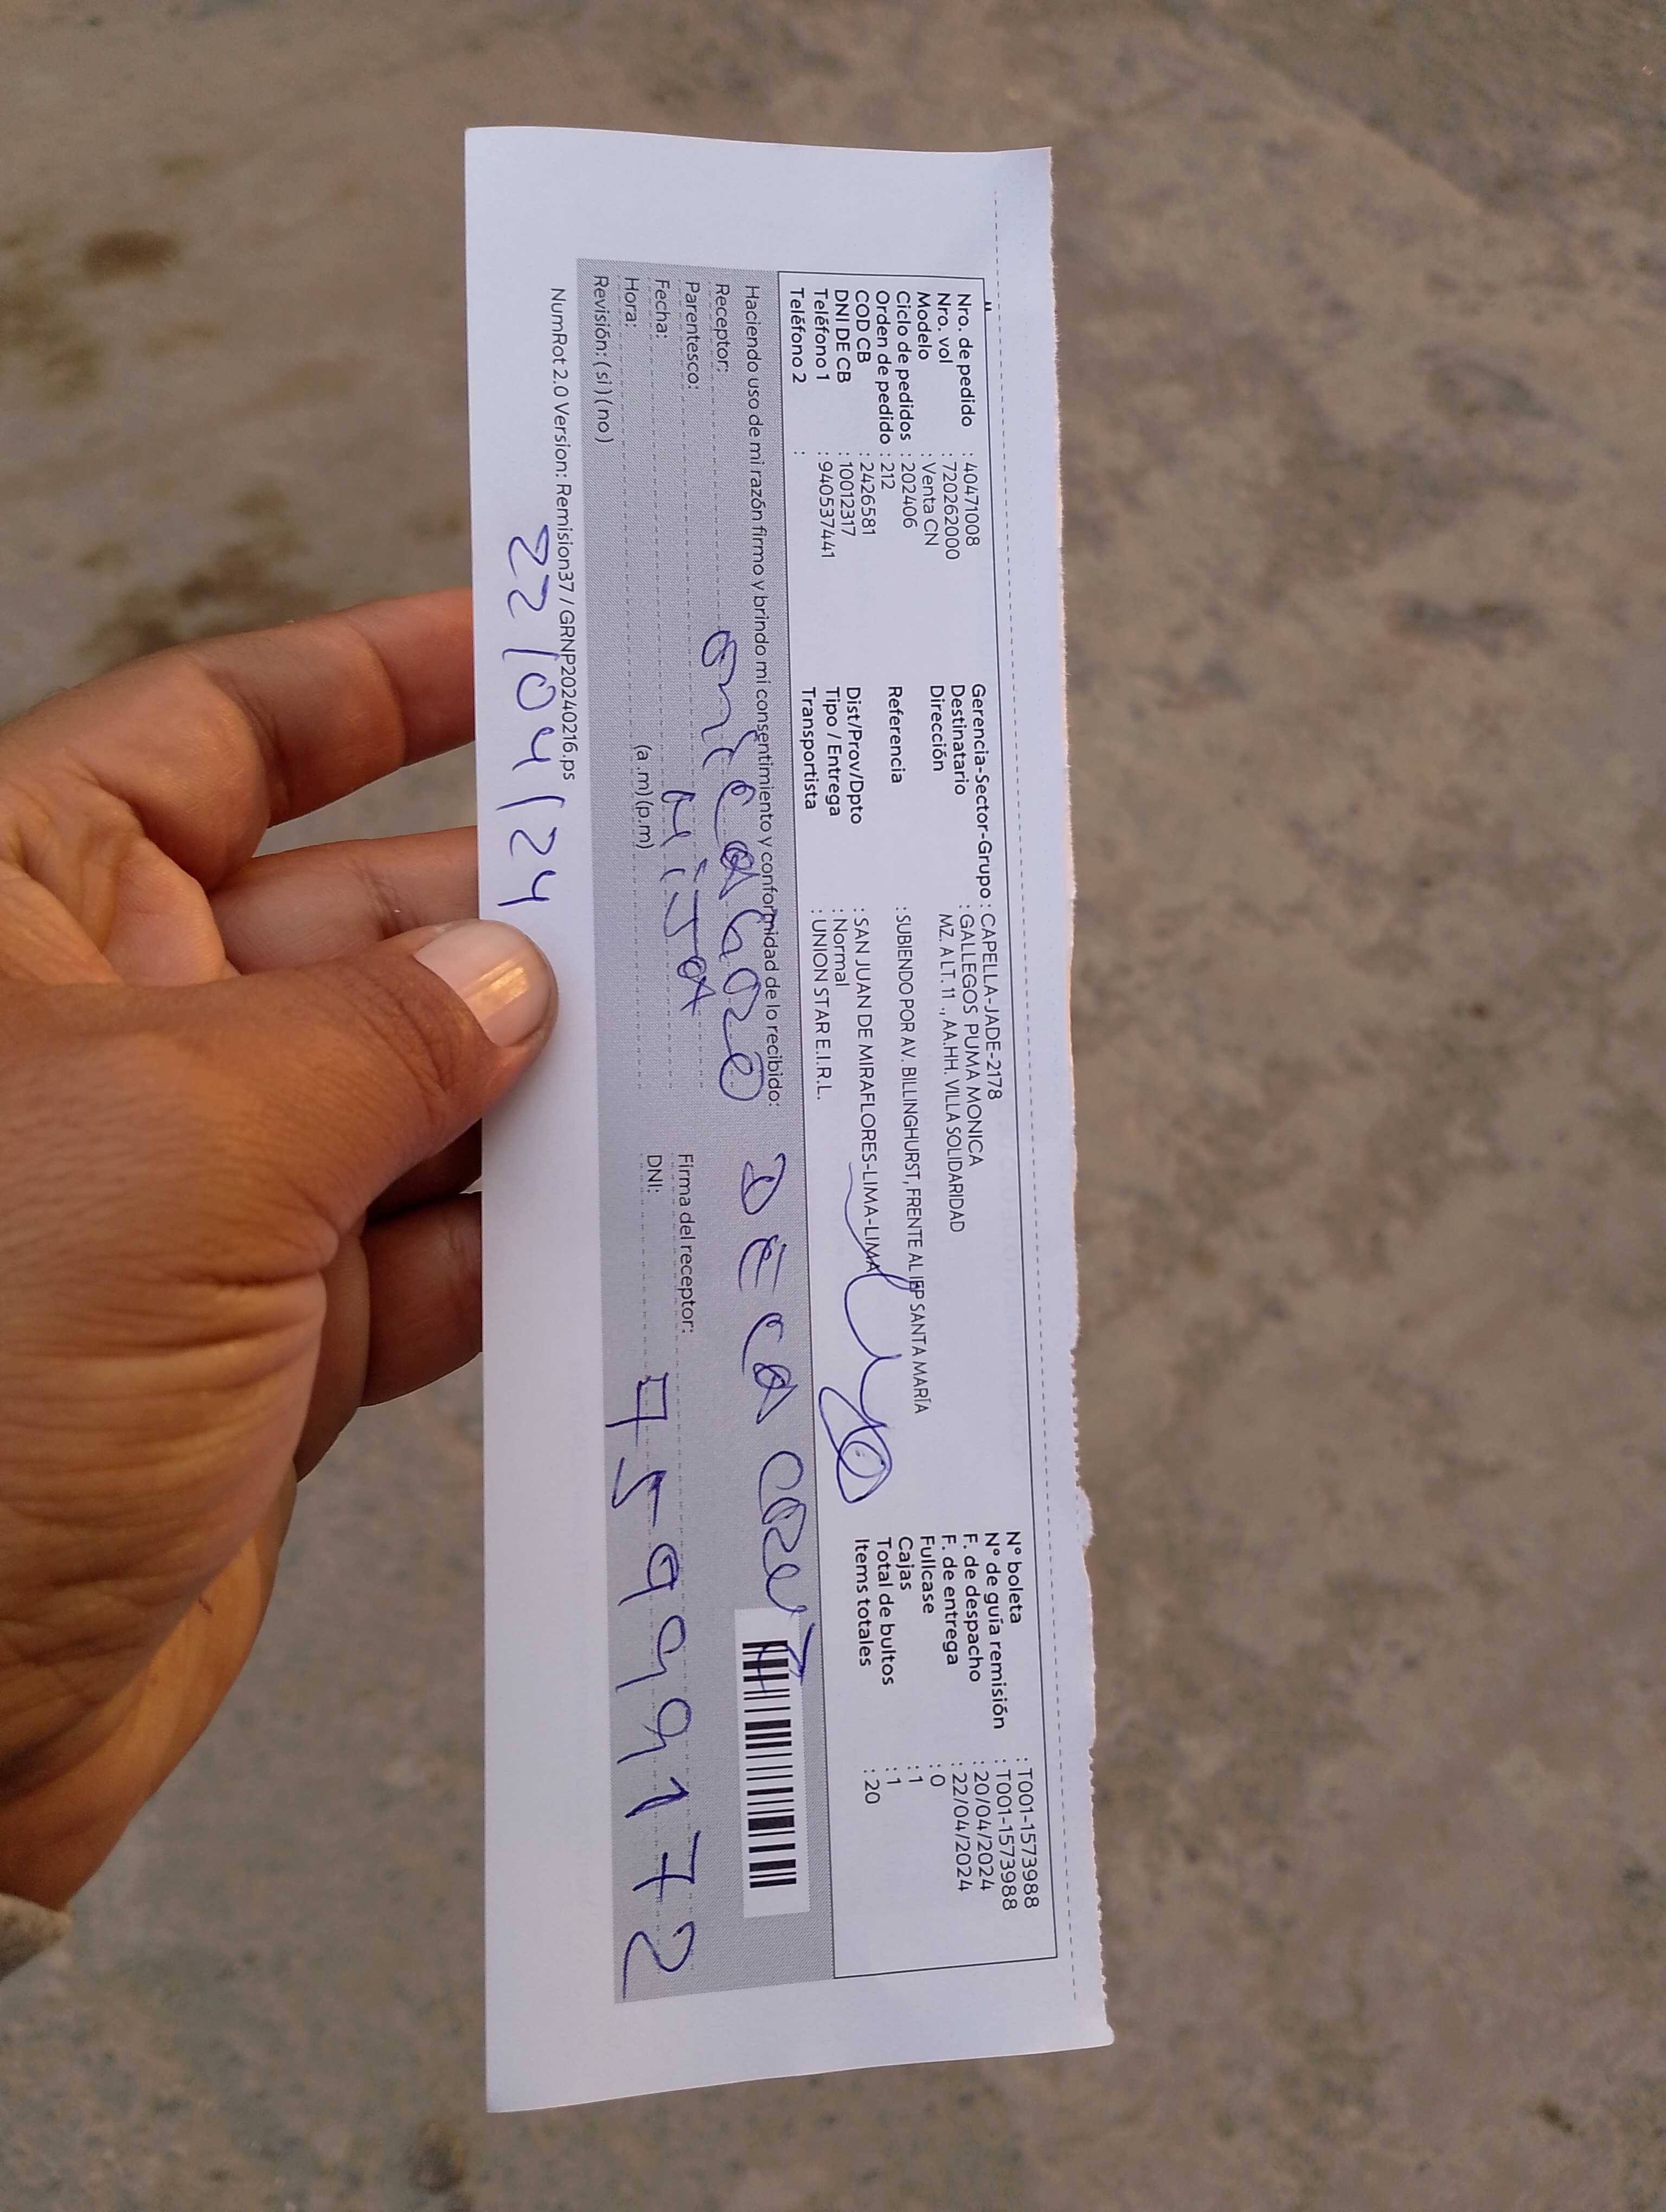 Nro. de pedido : 40471008
Nro. vol : 720262000
Modelo : Venta CN
Ciclo de pedidos : 202406
Orden de pedido : 212
COD CB : 2426581
DNI DE CB : 10012317
Teléfono 1 : 940537441
Teléfono 2 :
Gerencia-Sector-Grupo : CAPELLA-JADE-2178
Destinatario : GALLEGOS PUMA MONICA
Dirección MZ. A LT. 11 ., AA.HH. VILLA SOLIDARIDAD
Referencia : SUBIENDO POR AV. BILLINGHURST, FRENTE AL IEP SANTA MARÍA
Dist/Prov/Dpto : SAN JUAN DE MIRAFLORES-LIMA-LIMA
Tipo / Entrega : Normal
Transportista : UNION STAR E.I.R.L.
N° boleta : T001-1573988
N° de guía remisión : T001-1573988
F. de despacho : 20/04/2024
F. de entrega : 22/04/2024
Fullcase : 0
Cajas : 1
Total de bultos : 1
Items totales : 20
Haciendo uso de mi razón firmo y brindo mi consentimiento y conformidad de lo recibido:
Receptor:
Parentesco: HIJA
Fecha:
Hora: (a .m) (p.m)
Revisión: ( si ) ( no )
Firma del receptor:
DNI: 75999172
NumRot 2.0 Version: Remision37 / GRNP20240216.ps
22/04/24